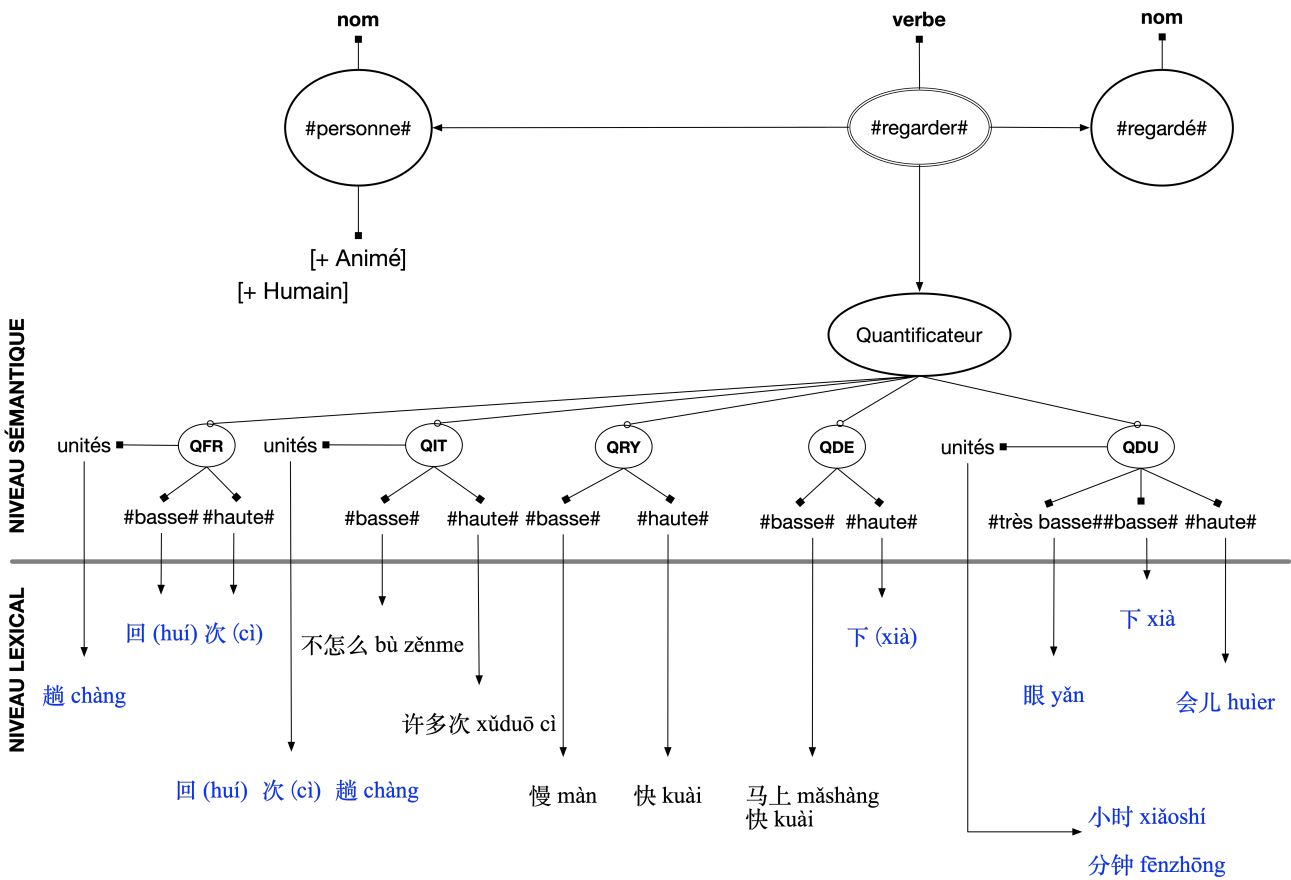 nom
verbe
nom
#personne#
#regarder#
#regardé#
[+ Animé]
[+ Humain]
Quantificateur
NIVEAU SÉMANTIQUE
unités
QFR
unités
QIT
QRY
QDE
unités
QDU
#basse# #haute#
#basse#
#haute#
#basse#
#haute#
#basse#
#haute#
#très basse##basse#
#haute#
NIVEAU LEXICAL
回 (huí) 次 (cì)
不怎么 bù zěnme
下 (xià)
下 xià
趟 chàng
眼 yǎn
会儿 huìer
许多次 xǔduō cì
回 (huí) 次 (cì) 趟 chàng
慢 màn
快 kuài
马上 mǎshàng
快 kuài
小时 xiǎoshí
分钟 fēnzhōng